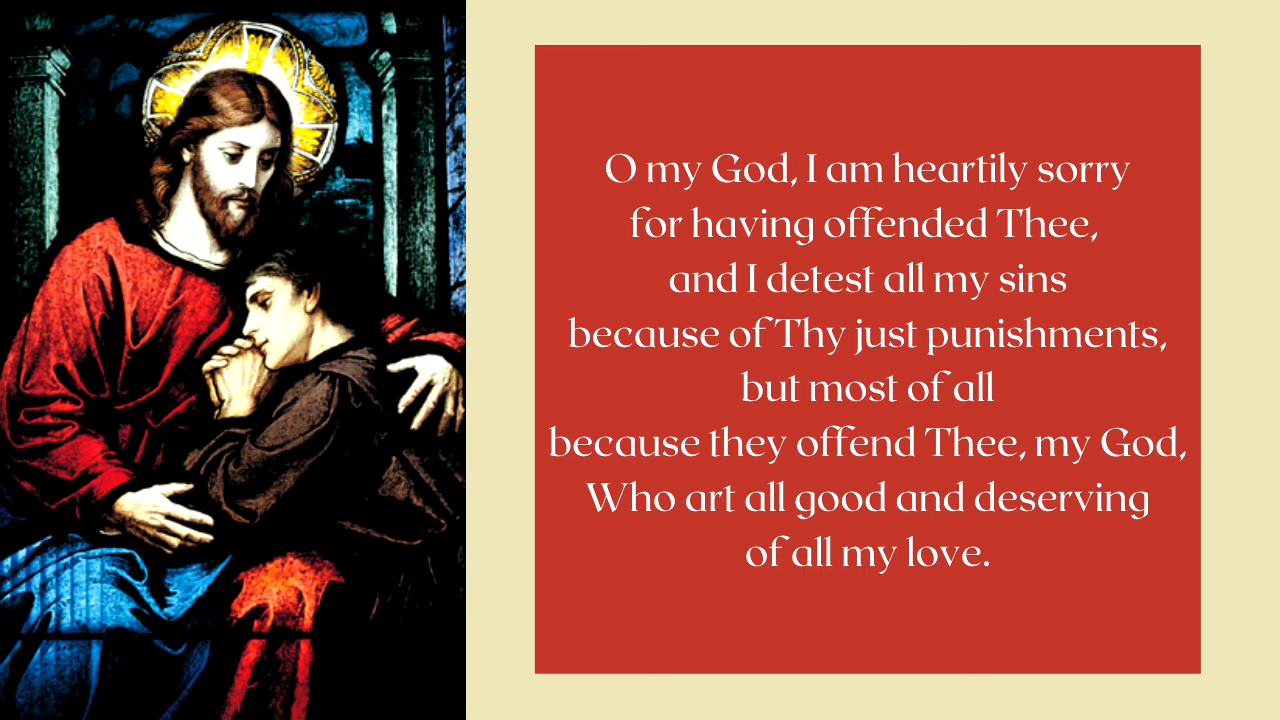 O my God, I am heartily sorry
for having offended Thee,
and I detest all my sins
because of Thy just punishments,
but most of all
because they offend Thee, my God,
Who art all good and deserving
of all my love.